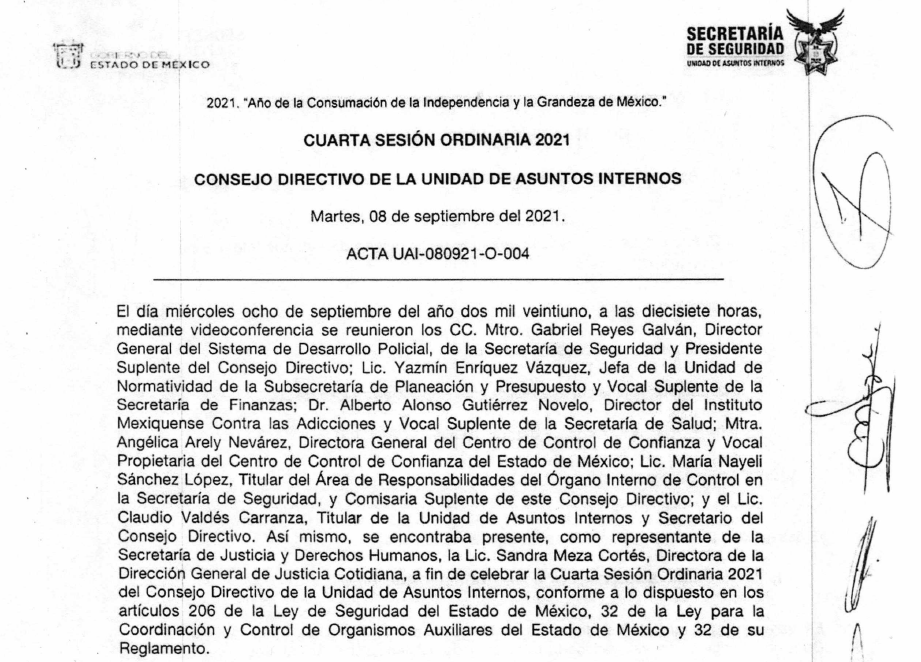 GOBIERNO DEL
ESTADO DE MÉXICO
SECRETARÍA
DE SEGURIDAD
UNIDAD DE ASUNTOS INTERNOS
2021. "Año de la Consumación de la Independencia y la Grandeza de México."
CUARTA SESIÓN ORDINARIA 2021
CONSEJO DIRECTIVO DE LA UNIDAD DE ASUNTOS INTERNOS
Martes, 08 de septiembre del 2021.
ACTA UAI-080921-O-004
El día miércoles ocho de septiembre del año dos mil veintiuno, a las diecisiete horas,
mediante videoconferencia se reunieron los CC. Mtro. Gabriel Reyes Galván, Director
General del Sistema de Desarrollo Policial, de la Secretaría de Seguridad y Presidente
Suplente del Consejo Directivo; Lic. Yazmín Enríquez Vázquez, Jefa de la Unidad de
Normatividad de la Subsecretaría de Planeación y Presupuesto y Vocal Suplente de la
Secretaría de Finanzas; Dr. Alberto Alonso Gutiérrez Novelo, Director del Instituto
Mexiquense Contra las Adicciones y Vocal Suplente de la Secretaría de Salud; Mtra.
Angélica Arely Nevárez, Directora General del Centro de Control de Confianza y Vocal
Propietaria del Centro de Control de Confianza del Estado de México; Lic. María Nayeli
Sánchez López, Titular del Área de Responsabilidades del Órgano Interno de Control en
la Secretaría de Seguridad, y Comisaria Suplente de este Consejo Directivo; y el Lic.
Claudio Valdés Carranza, Titular de la Unidad de Asuntos Internos y Secretario del
Consejo Directivo. Así mismo, se encontraba presente, como representante de la
Secretaría de Justicia y Derechos Humanos, la Lic. Sandra Meza Cortés, Directora de la
Dirección General de Justicia Cotidiana, a fin de celebrar la Cuarta Sesión Ordinaria 2021
del Consejo Directivo de la Unidad de Asuntos Internos, conforme a lo dispuesto en los
artículos 206 de la Ley de Seguridad del Estado de México, 32 de la Ley para la
Coordinación y Control de Organismos Auxiliares del Estado de México y 32 de su
Reglamento.